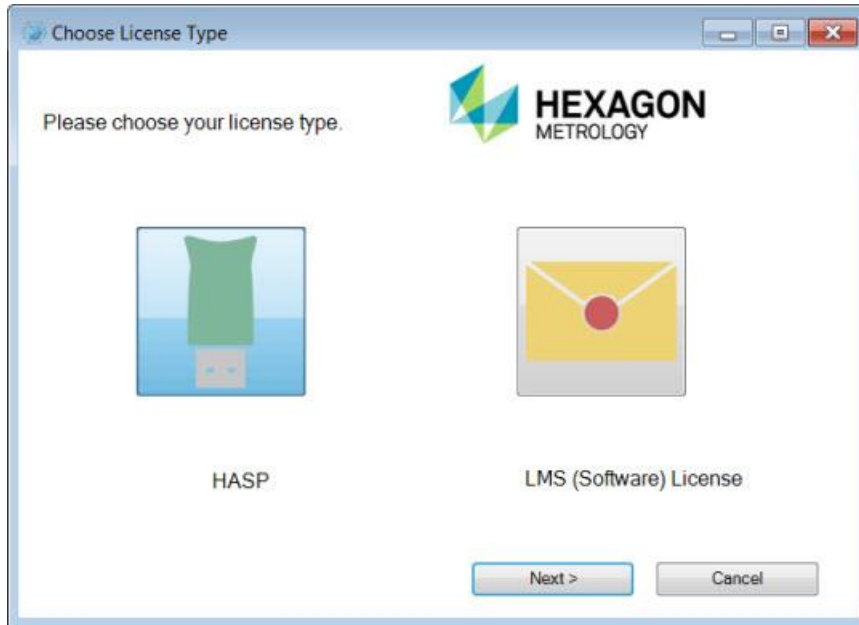 Choose License Type
Please choose your license type.
HEXAGON
METROLOGY
HASP
LMS (Software) License
Next >
Cancel